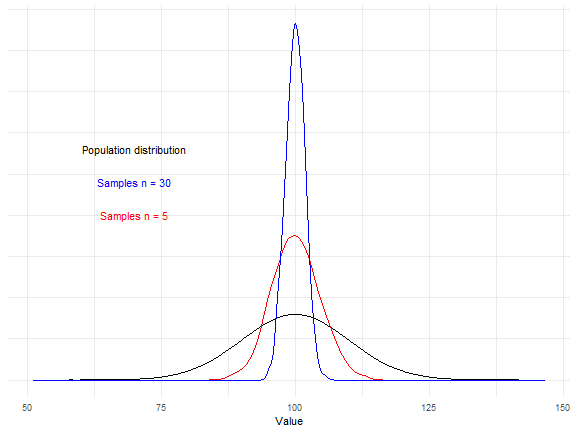 Population distribution
Samples n = 30
Samples n = 5
50 75 100 125 150
Value